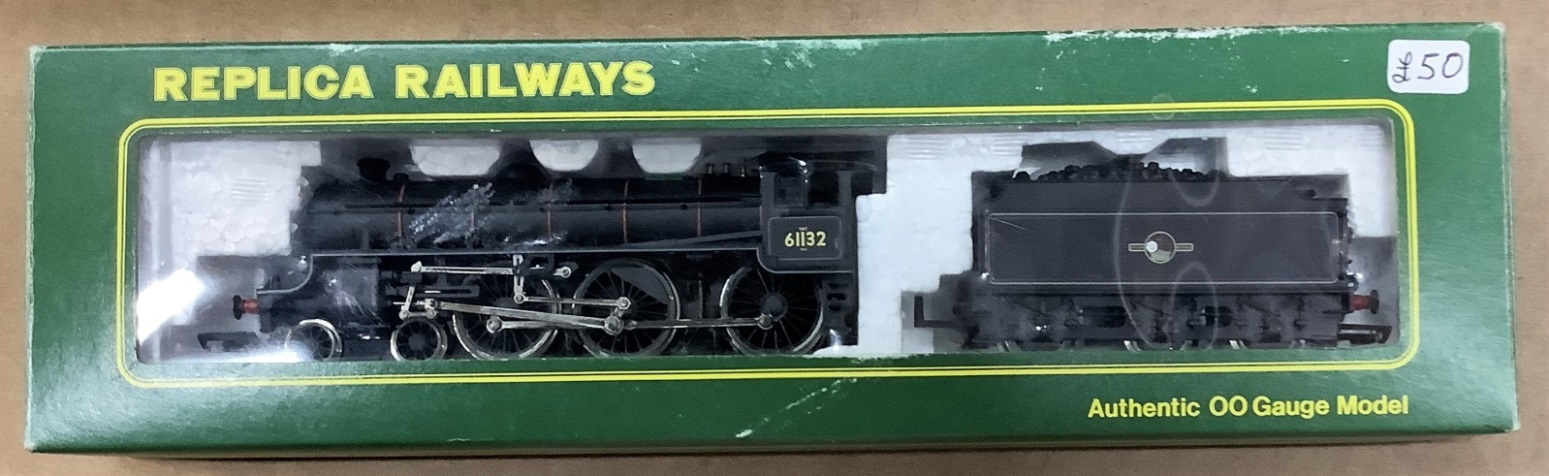 REPLICA RAILWAYS
£50
61132
Authentic OO Gauge Model